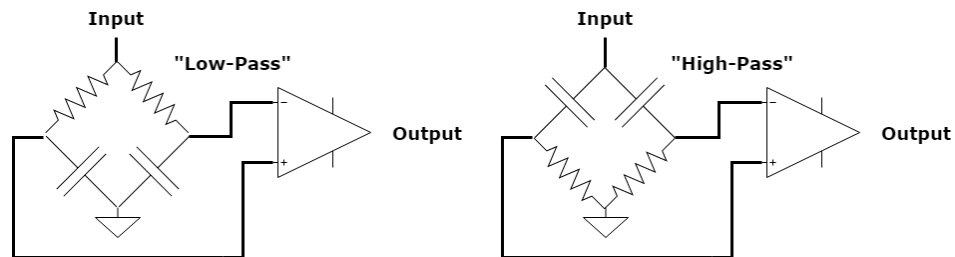 Input
"Low-Pass"
−
+
Output
Input
"High-Pass"
−
+
Output